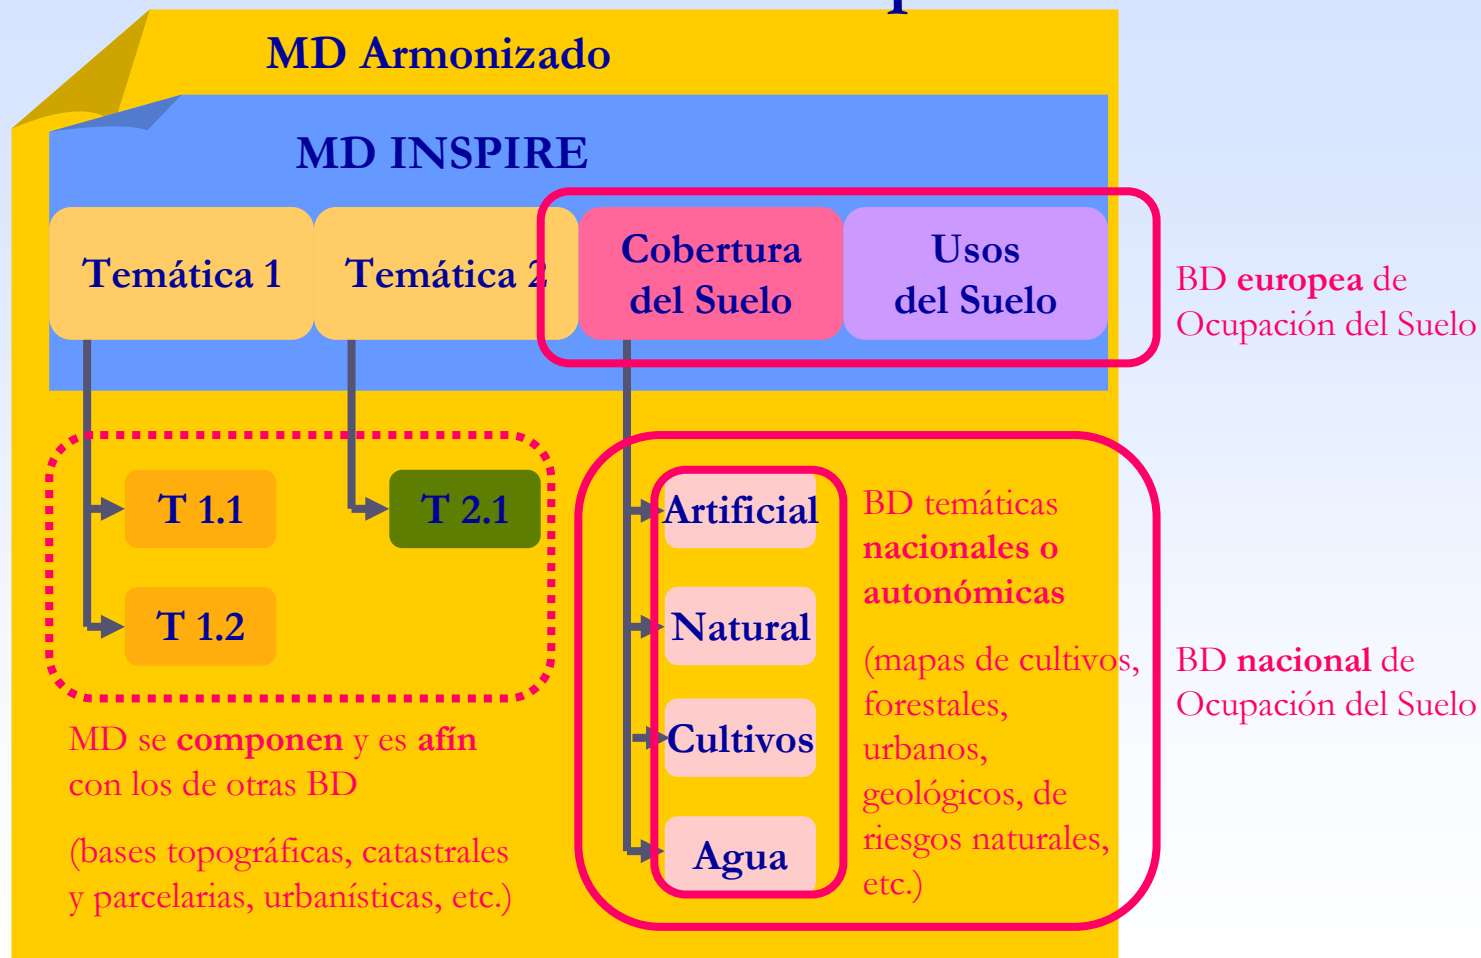 MD Armonizado
MD INSPIRE
Temática 1
Temática 2
Cobertura
del Suelo
Usos
del Suelo
BD europea de
Ocupación del Suelo
T 1.1
T 2.1
T 1.2
Artificial
Natural
Cultivos
Agua
BD temáticas
nacionales o
autonómicas
(mapas de cultivos,
forestales,
urbanos,
geológicos, de
riesgos naturales,
etc.)
BD nacional de
Ocupación del Suelo
MD se componen y es afín
con los de otras BD
(bases topográficas, catastrales
y parcelarias, urbanísticas, etc.)